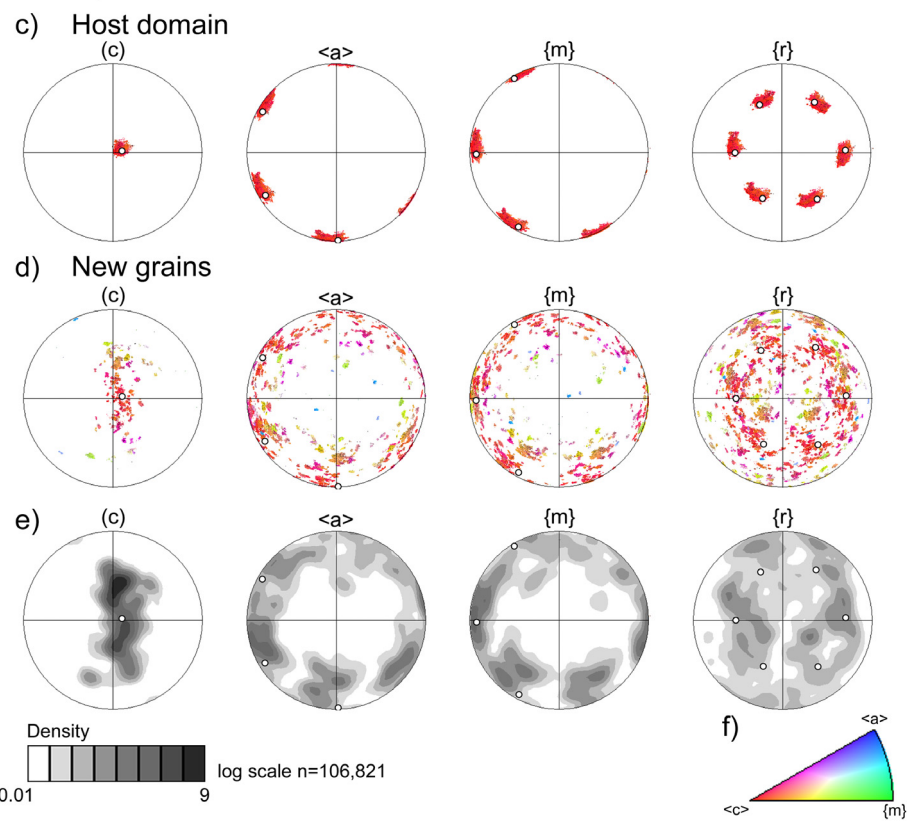 c) Host domain
(c) <a> {m} {r}
d) New grains
(c) <a> {m} {r}
e) (c) <a> {m} {r}
Density
log scale n=106,821
0.01 9
f)
<a>
<c> {m}